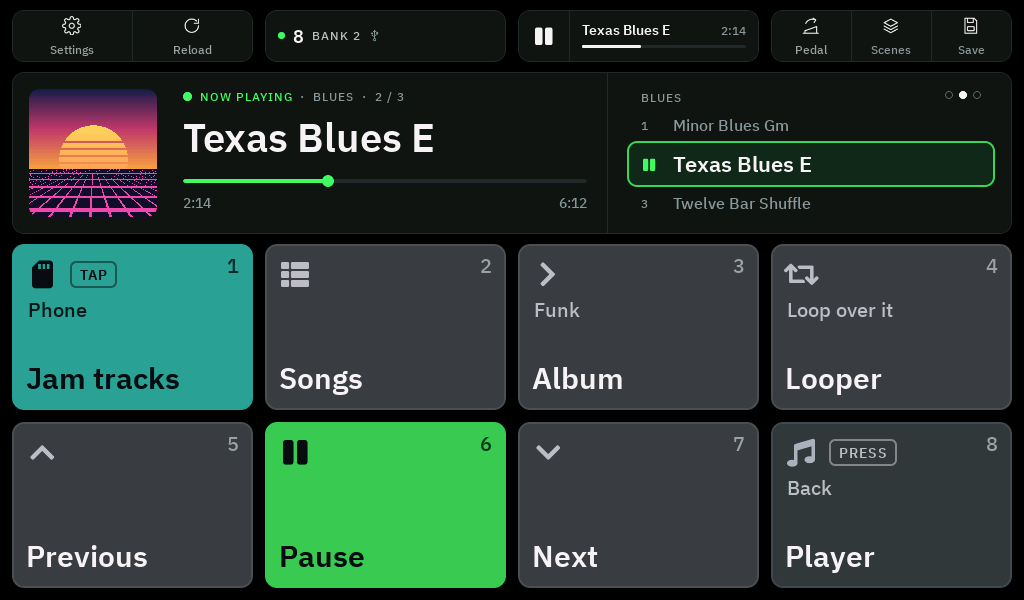 Settings
Reload
8 BANK 2
Texas Blues E 2:14
Pedal
Scenes
Save
NOW PLAYING · BLUES · 2 / 3
Texas Blues E
2:14 6:12
BLUES
1 Minor Blues Gm
Texas Blues E
3 Twelve Bar Shuffle
TAP 1
Phone
Jam tracks
2
Songs
3
Funk
Album
4
Loop over it
Looper
5
Previous
6
Pause
7
Next
PRESS 8
Back
Player